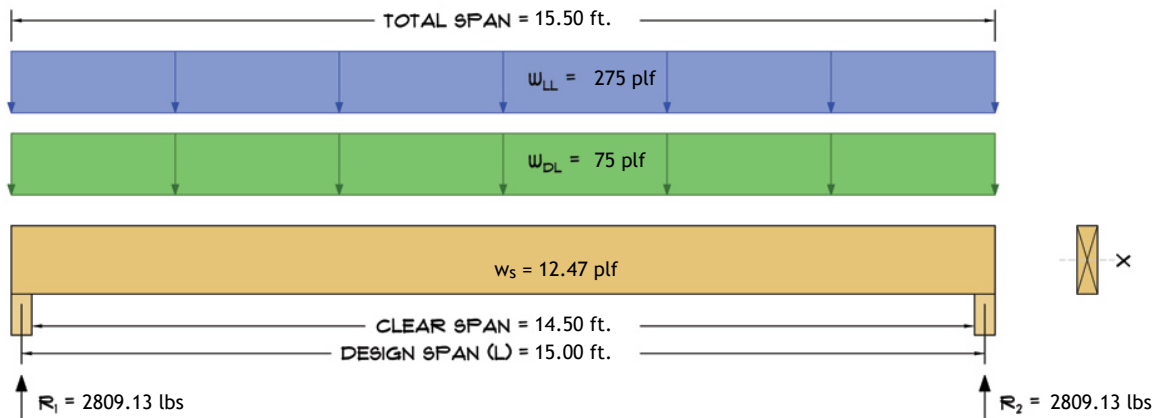 TOTAL SPAN = 15.50 ft.
WLL = 275 plf
WDL = 75 plf
ws = 12.47 plf
X
CLEAR SPAN = 14.50 ft.
DESIGN SPAN (L) = 15.00 ft.
R1 = 2809.13 lbs
R2 = 2809.13 lbs